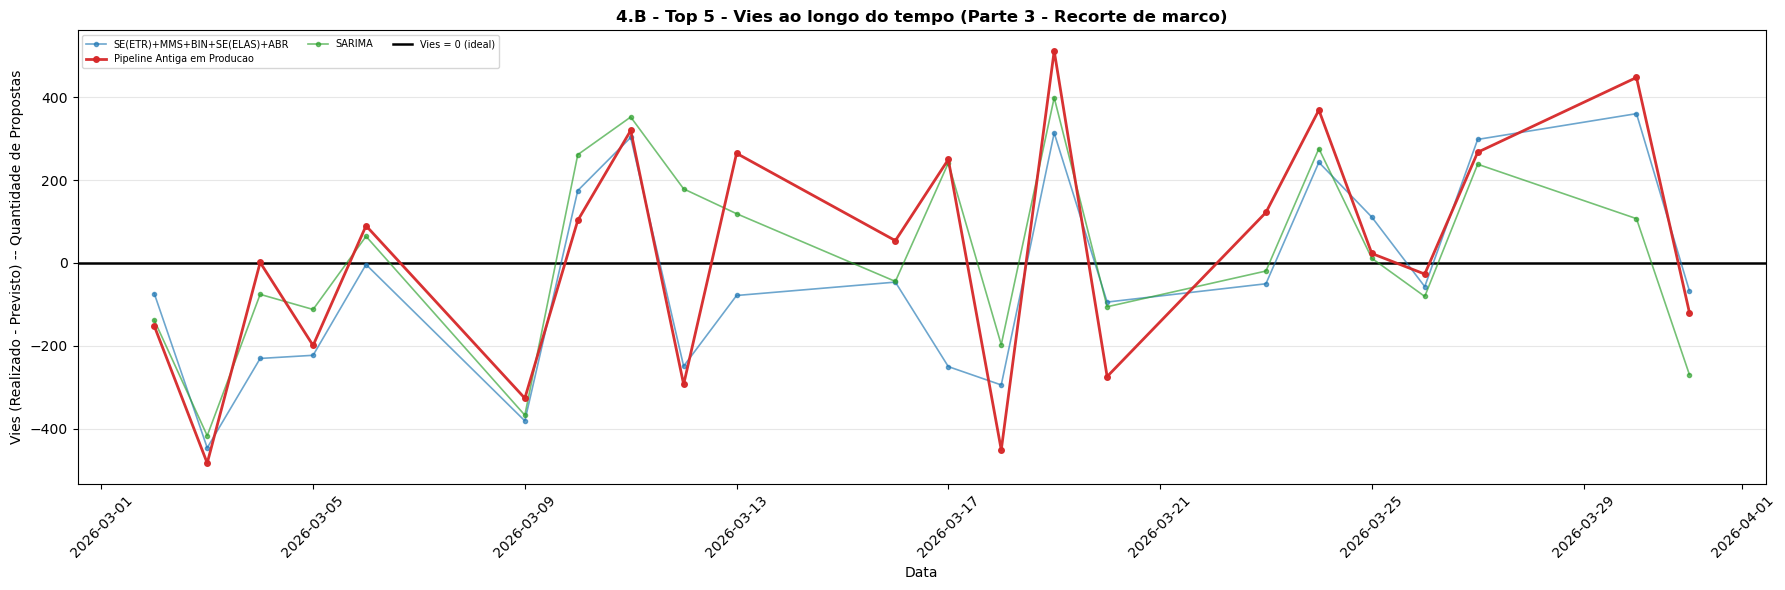 4.B - Top 5 - Vies ao longo do tempo (Parte 3 - Recorte de marco)
SE(ETR)+MMS+BIN+SE(ELAS)+ABR
Pipeline Antiga em Producao
SARIMA
Vies = 0 (ideal)
Vies (Realizado - Previsto) -- Quantidade de Propostas
400
200
0
−200
−400
2026-03-01
2026-03-05
2026-03-09
2026-03-13
2026-03-17
2026-03-21
2026-03-25
2026-03-29
2026-04-01
Data